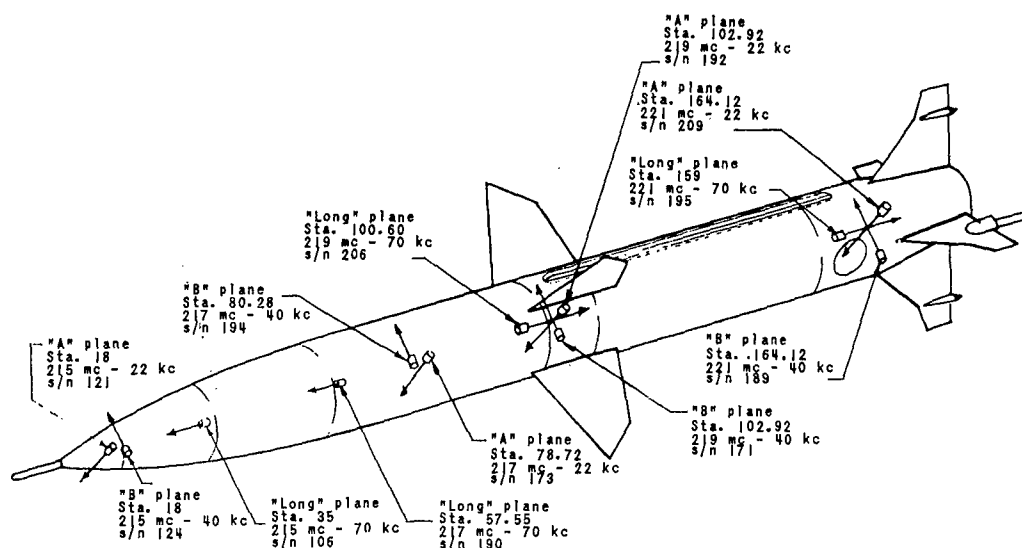 "A" plane
Sta. 102.92
219 mc - 22 kc
s/n 192
"A" plane
Sta. 164.12
221 mc - 22 kc
s/n 209
"Long" plane
Sta. 159
221 mc - 70 kc
s/n 195
"Long" plane
Sta. 100.60
219 mc - 70 kc
s/n 206
"B" plane
Sta. 80.28
217 mc - 40 kc
s/n 194
"A" plane
Sta. 18
215 mc - 22 kc
s/n 121
"B" plane
Sta. 164.12
221 mc - 40 kc
s/n 189
"B" plane
Sta. 102.92
219 mc - 40 kc
s/n 171
"A" plane
Sta. 78.72
217 mc - 22 kc
s/n 173
"B" plane
Sta. 18
215 mc - 40 kc
s/n 124
"Long" plane
Sta. 35
215 mc - 70 kc
s/n 106
"Long" plane
Sta. 57.55
217 mc - 70 kc
s/n 190